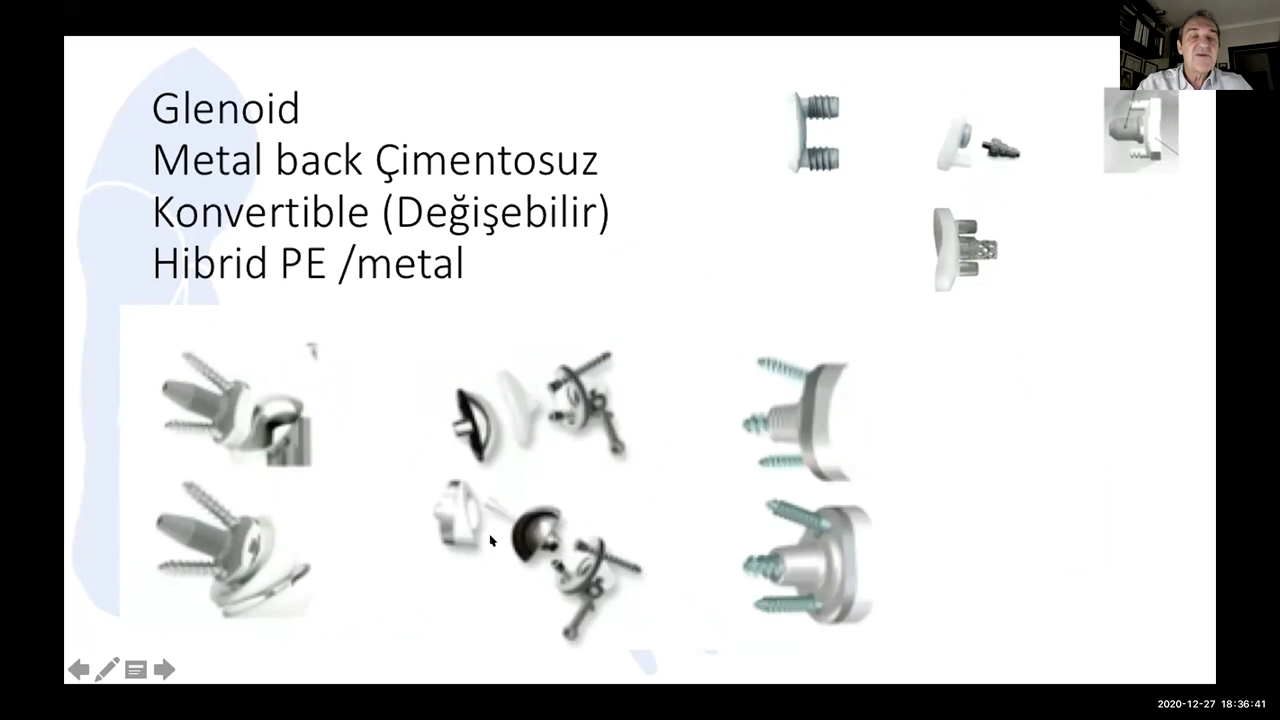 Glenoid
Metal back Çimentosuz
Konvertible (Değişebilir)
Hibrid PE /metal
2020-12-27 18:36:41